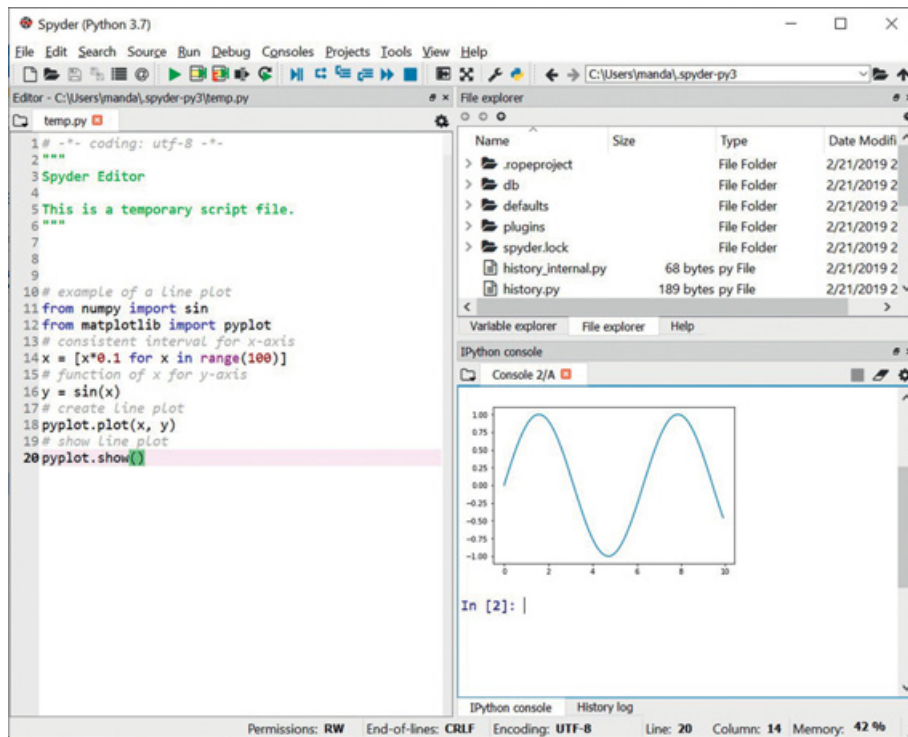 Spyder (Python 3.7)
File Edit Search Source Run Debug Consoles Projects Tools View Help
C:\Users\manda\.spyder-py3
Editor - C:\Users\manda\.spyder-py3\temp.py
temp.py
1 # -*- coding: utf-8 -*-
2 """
3 Spyder Editor
4
5 This is a temporary script file.
6 """
7
8
9
10 # example of a line plot
11 from numpy import sin
12 from matplotlib import pyplot
13 # consistent interval for x-axis
14 x = [x*0.1 for x in range(100)]
15 # function of x for y-axis
16 y = sin(x)
17 # create line plot
18 pyplot.plot(x, y)
19 # show line plot
20 pyplot.show()
File explorer
Name Size Type Date Modifi
.ropeproject File Folder 2/21/2019 2
db File Folder 2/21/2019 2
defaults File Folder 2/21/2019 2
plugins File Folder 2/21/2019 2
spyder.lock File Folder 2/21/2019 2
history_internal.py 68 bytes py File 2/21/2019 2
history.py 189 bytes py File 2/21/2019 2
Variable explorer File explorer Help
IPython console
Console 2/A
1.00
0.75
0.50
0.25
0.00
-0.25
-0.50
-0.75
-1.00
0 2 4 6 8 10
In [2]:
IPython console History log
Permissions: RW End-of-lines: CRLF Encoding: UTF-8 Line: 20 Column: 14 Memory: 42 %